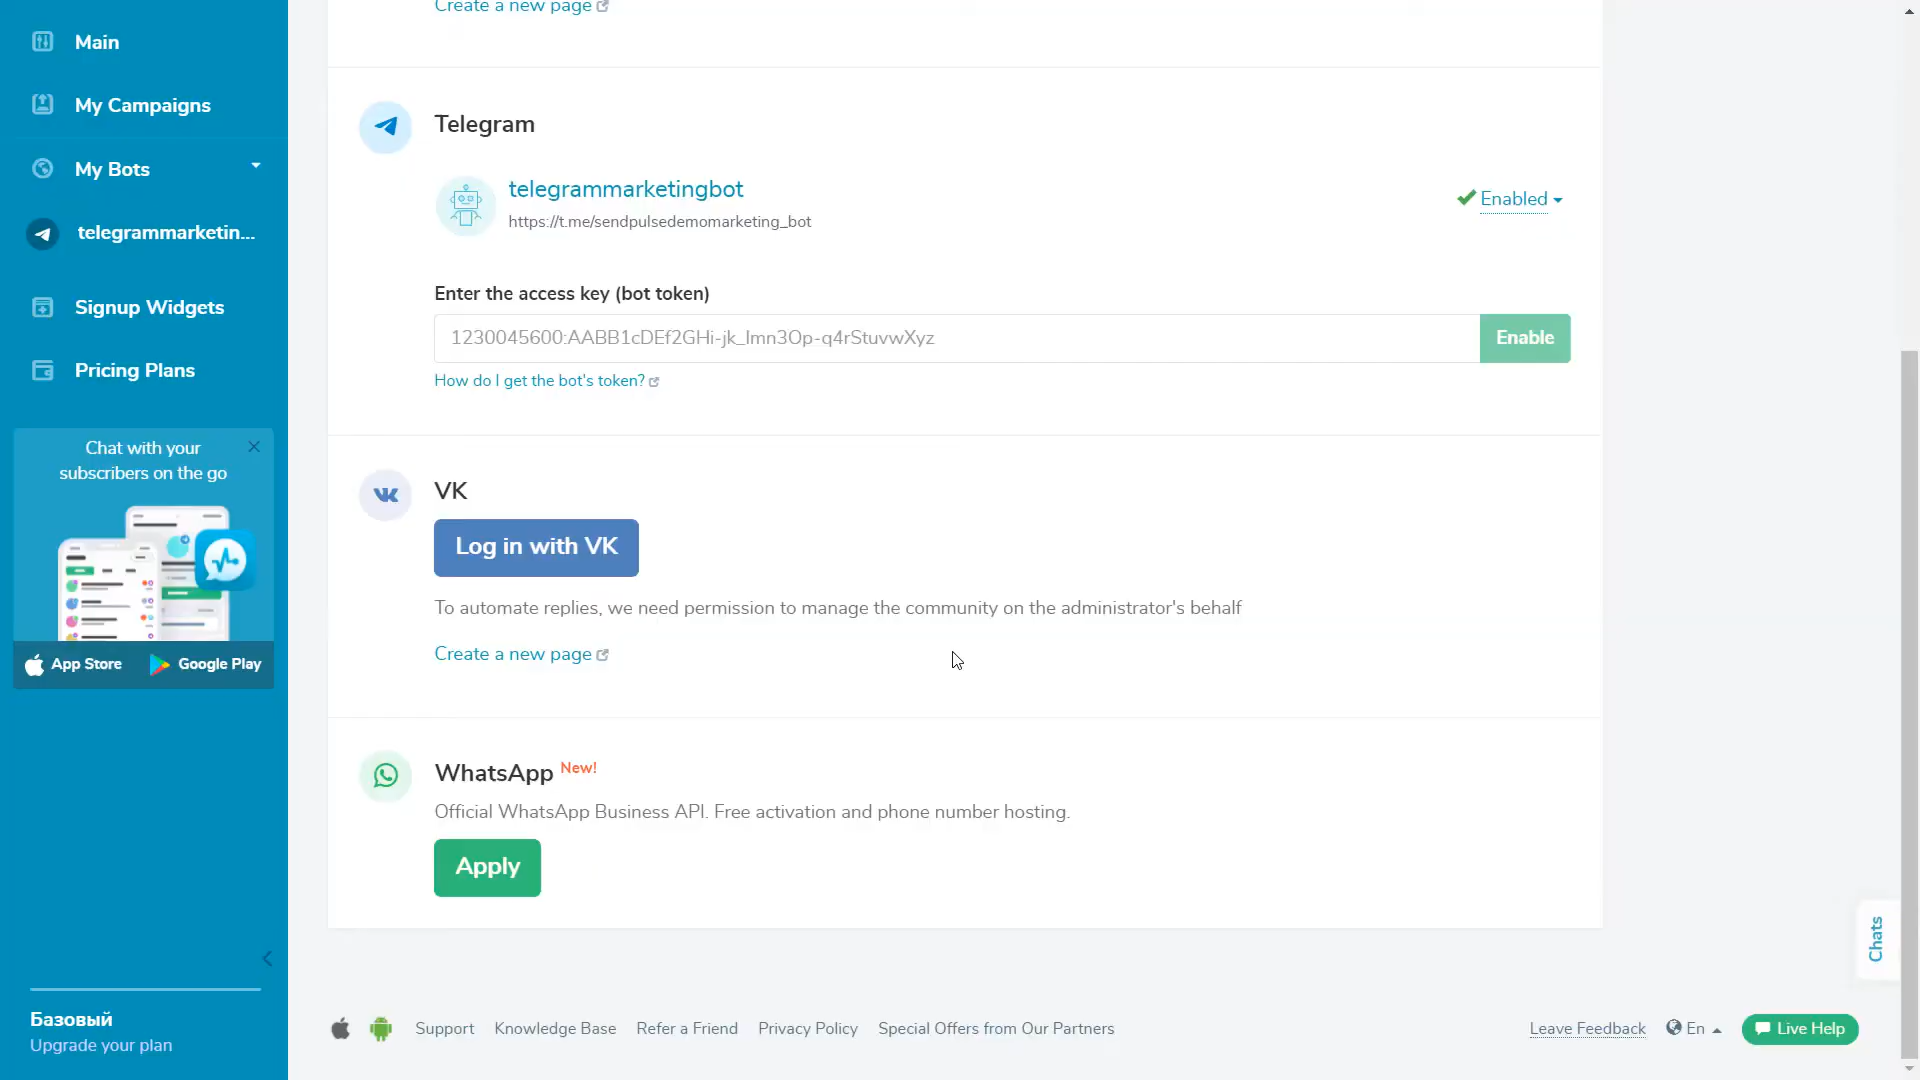 Main
My Campaigns
My Bots
telegrammarketin...
Signup Widgets
Pricing Plans
Chat with your
subscribers on the go
App Store
Google Play
Базовый
Upgrade your plan
Create a new page
Telegram
telegrammarketingbot
https://t.me/sendpulsedemomarketing_bot
Enabled
Enter the access key (bot token)
1230045600:AABB1cDEf2GHi-jk_lmn3Op-q4rStuvwXyz
Enable
How do I get the bot's token?
VK
Log in with VK
To automate replies, we need permission to manage the community on the administrator's behalf
Create a new page
WhatsApp New!
Official WhatsApp Business API. Free activation and phone number hosting.
Apply
Chats
Support
Knowledge Base
Refer a Friend
Privacy Policy
Special Offers from Our Partners
Leave Feedback
En
Live Help